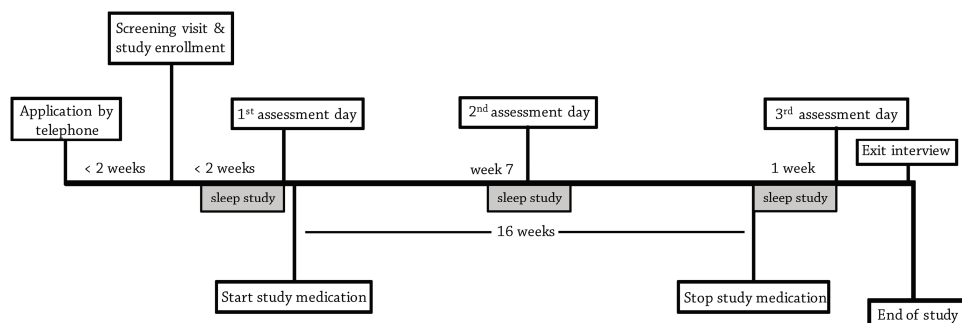 Screening visit &
study enrollment
Application by
telephone
1st assessment day
2nd assessment day
3rd assessment day
Exit interview
< 2 weeks
< 2 weeks
week 7
1 week
sleep study
sleep study
sleep study
16 weeks
Start study medication
Stop study medication
End of study